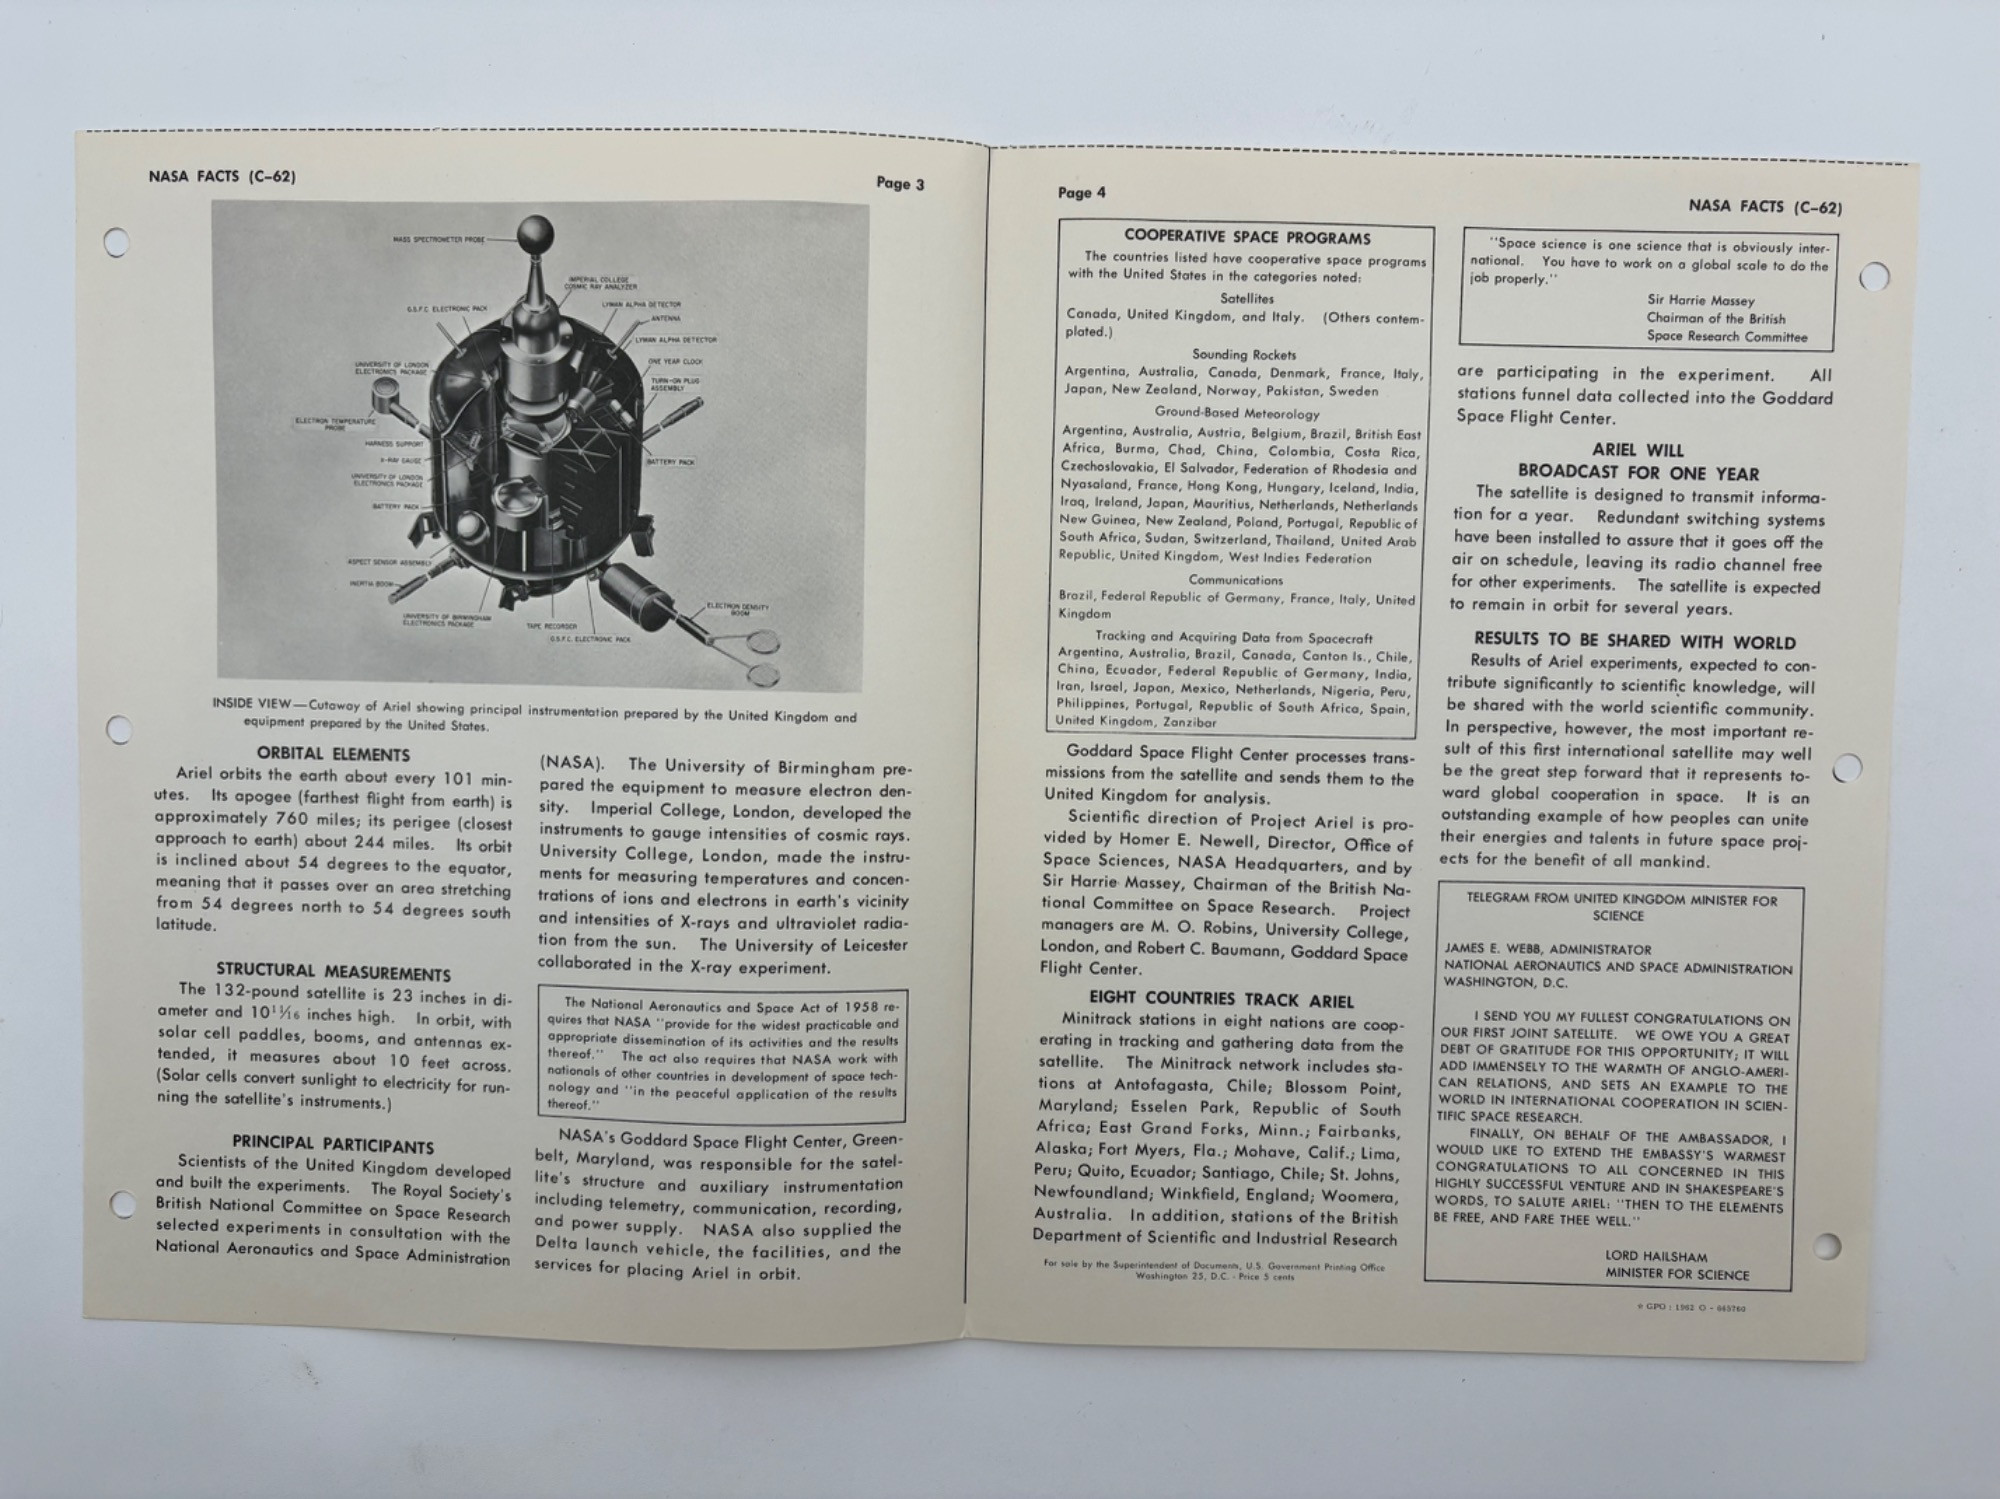 NASA FACTS (C-62)
Page 3
MASS SPECTROMETER PROBE
IMPERIAL COLLEGE
COSMIC RAY ANALYZER
G.S.F.C. ELECTRONIC PACK
LYMAN ALPHA DETECTOR
ANTENNA
LYMAN ALPHA DETECTOR
UNIVERSITY OF LONDON
ELECTRONICS PACKAGE
ONE YEAR CLOCK
TURN-ON PLUG
ASSEMBLY
ELECTRON TEMPERATURE
PROBE
HARNESS SUPPORT
X-RAY GAUGE
BATTERY PACK
UNIVERSITY OF LONDON
ELECTRONICS PACKAGE
BATTERY PACK
ASPECT SENSOR ASSEMBLY
INERTIA BOOM
UNIVERSITY OF BIRMINGHAM
ELECTRONICS PACKAGE
TAPE RECORDER
G.S.F.C. ELECTRONIC PACK
ELECTRON DENSITY
BOOM
INSIDE VIEW—Cutaway of Ariel showing principal instrumentation prepared by the United Kingdom and
equipment prepared by the United States.
ORBITAL ELEMENTS
Ariel orbits the earth about every 101 min-
utes. Its apogee (farthest flight from earth) is
approximately 760 miles; its perigee (closest
approach to earth) about 244 miles. Its orbit
is inclined about 54 degrees to the equator,
meaning that it passes over an area stretching
from 54 degrees north to 54 degrees south
latitude.
STRUCTURAL MEASUREMENTS
The 132-pound satellite is 23 inches in di-
ameter and 10 11/16 inches high. In orbit, with
solar cell paddles, booms, and antennas ex-
tended, it measures about 10 feet across.
(Solar cells convert sunlight to electricity for run-
ning the satellite's instruments.)
PRINCIPAL PARTICIPANTS
Scientists of the United Kingdom developed
and built the experiments. The Royal Society's
British National Committee on Space Research
selected experiments in consultation with the
National Aeronautics and Space Administration
(NASA). The University of Birmingham pre-
pared the equipment to measure electron den-
sity. Imperial College, London, developed the
instruments to gauge intensities of cosmic rays.
University College, London, made the instru-
ments for measuring temperatures and concen-
trations of ions and electrons in earth's vicinity
and intensities of X-rays and ultraviolet radia-
tion from the sun. The University of Leicester
collaborated in the X-ray experiment.
The National Aeronautics and Space Act of 1958 re-
quires that NASA "provide for the widest practicable and
appropriate dissemination of its activities and the results
thereof." The act also requires that NASA work with
nationals of other countries in development of space tech-
nology and "in the peaceful application of the results
thereof."
NASA's Goddard Space Flight Center, Green-
belt, Maryland, was responsible for the satel-
lite's structure and auxiliary instrumentation
including telemetry, communication, recording,
and power supply. NASA also supplied the
Delta launch vehicle, the facilities, and the
services for placing Ariel in orbit.
Page 4
NASA FACTS (C-62)
COOPERATIVE SPACE PROGRAMS
The countries listed have cooperative space programs
with the United States in the categories noted:
Satellites
Canada, United Kingdom, and Italy. (Others contem-
plated.)
Sounding Rockets
Argentina, Australia, Canada, Denmark, France, Italy,
Japan, New Zealand, Norway, Pakistan, Sweden
Ground-Based Meteorology
Argentina, Australia, Austria, Belgium, Brazil, British East
Africa, Burma, Chad, China, Colombia, Costa Rica,
Czechoslovakia, El Salvador, Federation of Rhodesia and
Nyasaland, France, Hong Kong, Hungary, Iceland, India,
Iraq, Ireland, Japan, Mauritius, Netherlands, Netherlands
New Guinea, New Zealand, Poland, Portugal, Republic of
South Africa, Sudan, Switzerland, Thailand, United Arab
Republic, United Kingdom, West Indies Federation
Communications
Brazil, Federal Republic of Germany, France, Italy, United
Kingdom
Tracking and Acquiring Data from Spacecraft
Argentina, Australia, Brazil, Canada, Canton Is., Chile,
China, Ecuador, Federal Republic of Germany, India,
Iran, Israel, Japan, Mexico, Netherlands, Nigeria, Peru,
Philippines, Portugal, Republic of South Africa, Spain,
United Kingdom, Zanzibar
Goddard Space Flight Center processes trans-
missions from the satellite and sends them to the
United Kingdom for analysis.
Scientific direction of Project Ariel is pro-
vided by Homer E. Newell, Director, Office of
Space Sciences, NASA Headquarters, and by
Sir Harrie Massey, Chairman of the British Na-
tional Committee on Space Research. Project
managers are M. O. Robins, University College,
London, and Robert C. Baumann, Goddard Space
Flight Center.
EIGHT COUNTRIES TRACK ARIEL
Minitrack stations in eight nations are coop-
erating in tracking and gathering data from the
satellite. The Minitrack network includes sta-
tions at Antofagasta, Chile; Blossom Point,
Maryland; Esselen Park, Republic of South
Africa; East Grand Forks, Minn.; Fairbanks,
Alaska; Fort Myers, Fla.; Mohave, Calif.; Lima,
Peru; Quito, Ecuador; Santiago, Chile; St. Johns,
Newfoundland; Winkfield, England; Woomera,
Australia. In addition, stations of the British
Department of Scientific and Industrial Research
For sale by the Superintendent of Documents, U.S. Government Printing Office
Washington 25, D.C. - Price 5 cents
"Space science is one science that is obviously inter-
national. You have to work on a global scale to do the
job properly."
Sir Harrie Massey
Chairman of the British
Space Research Committee
are participating in the experiment. All
stations funnel data collected into the Goddard
Space Flight Center.
ARIEL WILL
BROADCAST FOR ONE YEAR
The satellite is designed to transmit informa-
tion for a year. Redundant switching systems
have been installed to assure that it goes off the
air on schedule, leaving its radio channel free
for other experiments. The satellite is expected
to remain in orbit for several years.
RESULTS TO BE SHARED WITH WORLD
Results of Ariel experiments, expected to con-
tribute significantly to scientific knowledge, will
be shared with the world scientific community.
In perspective, however, the most important re-
sult of this first international satellite may well
be the great step forward that it represents to-
ward global cooperation in space. It is an
outstanding example of how peoples can unite
their energies and talents in future space proj-
ects for the benefit of all mankind.
TELEGRAM FROM UNITED KINGDOM MINISTER FOR
SCIENCE
JAMES E. WEBB, ADMINISTRATOR
NATIONAL AERONAUTICS AND SPACE ADMINISTRATION
WASHINGTON, D.C.
I SEND YOU MY FULLEST CONGRATULATIONS ON
OUR FIRST JOINT SATELLITE. WE OWE YOU A GREAT
DEBT OF GRATITUDE FOR THIS OPPORTUNITY; IT WILL
ADD IMMENSELY TO THE WARMTH OF ANGLO-AMERI-
CAN RELATIONS, AND SETS AN EXAMPLE TO THE
WORLD IN INTERNATIONAL COOPERATION IN SCIEN-
TIFIC SPACE RESEARCH.
FINALLY, ON BEHALF OF THE AMBASSADOR, I
WOULD LIKE TO EXTEND THE EMBASSY'S WARMEST
CONGRATULATIONS TO ALL CONCERNED IN THIS
HIGHLY SUCCESSFUL VENTURE AND IN SHAKESPEARE'S
WORDS, TO SALUTE ARIEL: "THEN TO THE ELEMENTS
BE FREE, AND FARE THEE WELL."
LORD HAILSHAM
MINISTER FOR SCIENCE
GPO : 1962 O - 645760